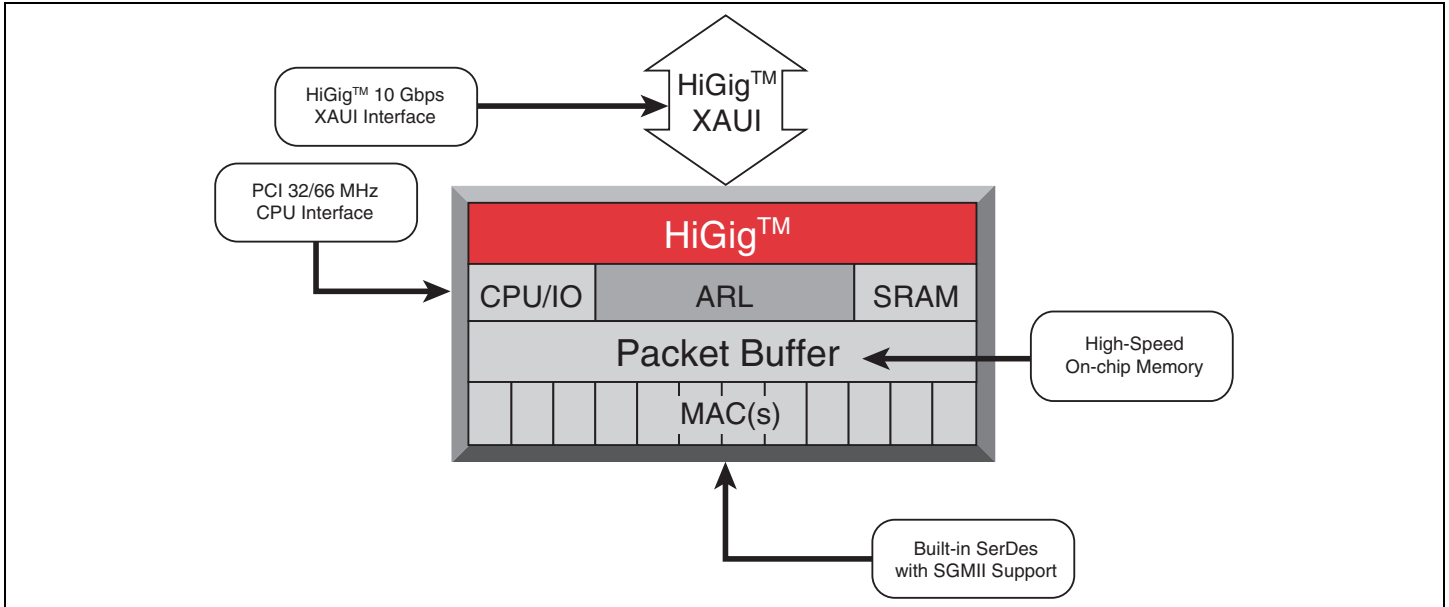 HiGig™ 10 Gbps
XAUI Interface
HiGig™
XAUI
PCI 32/66 MHz
CPU Interface
HiGig™
CPU/IO
ARL
SRAM
Packet Buffer
High-Speed
On-chip Memory
MAC(s)
Built-in SerDes
with SGMII Support